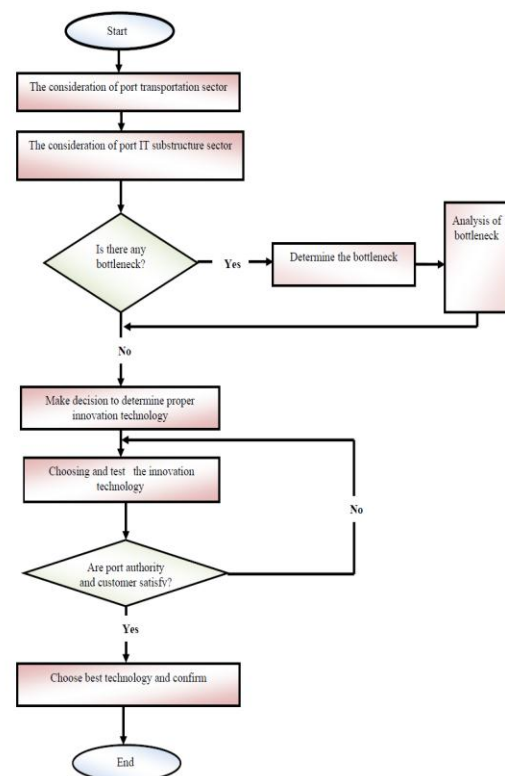 Start
The consideration of port transportation sector
The consideration of port IT substructure sector
Is there any
bottleneck?
Yes
Determine the bottleneck
Analysis of
bottleneck
No
Make decision to determine proper
innovation technology
Choosing and test the innovation
technology
No
Are port authority
and customer satisfy?
Yes
Choose best technology and confirm
End